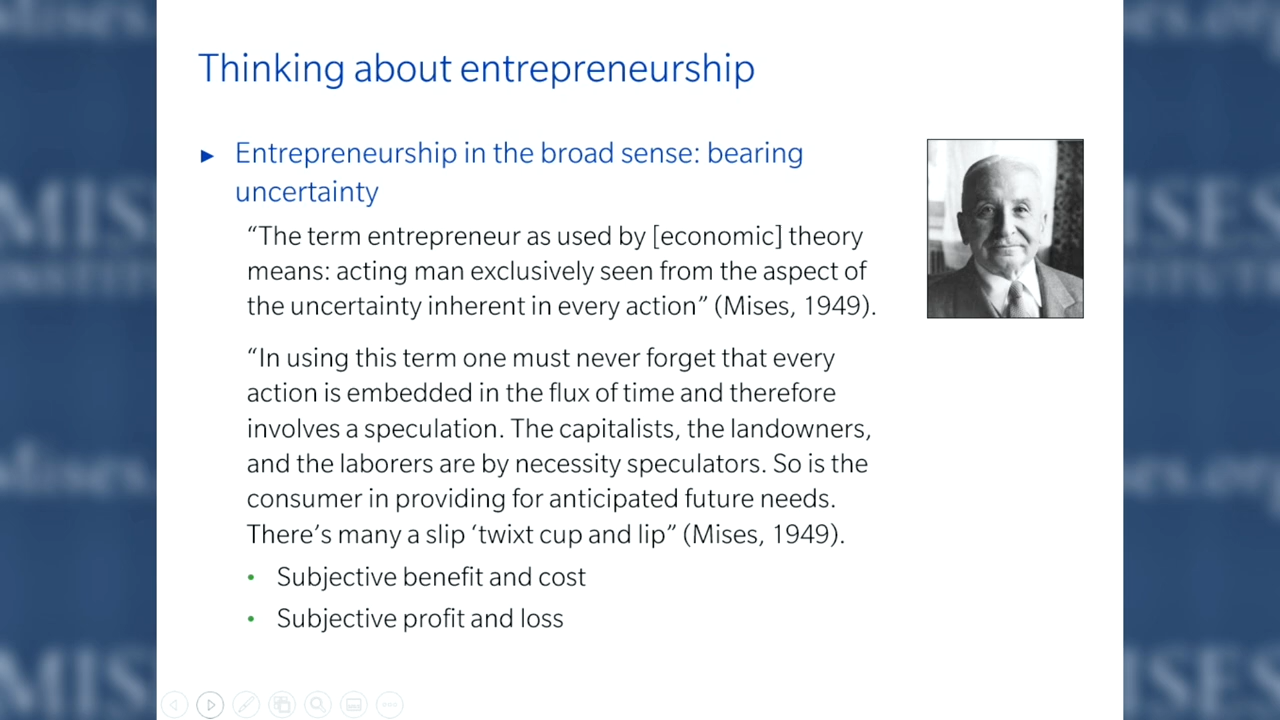 Thinking about entrepreneurship
► Entrepreneurship in the broad sense: bearing
uncertainty
“The term entrepreneur as used by [economic] theory
means: acting man exclusively seen from the aspect of
the uncertainty inherent in every action” (Mises, 1949).
“In using this term one must never forget that every
action is embedded in the flux of time and therefore
involves a speculation. The capitalists, the landowners,
and the laborers are by necessity speculators. So is the
consumer in providing for anticipated future needs.
There’s many a slip ‘twixt cup and lip” (Mises, 1949).
• Subjective benefit and cost
• Subjective profit and loss